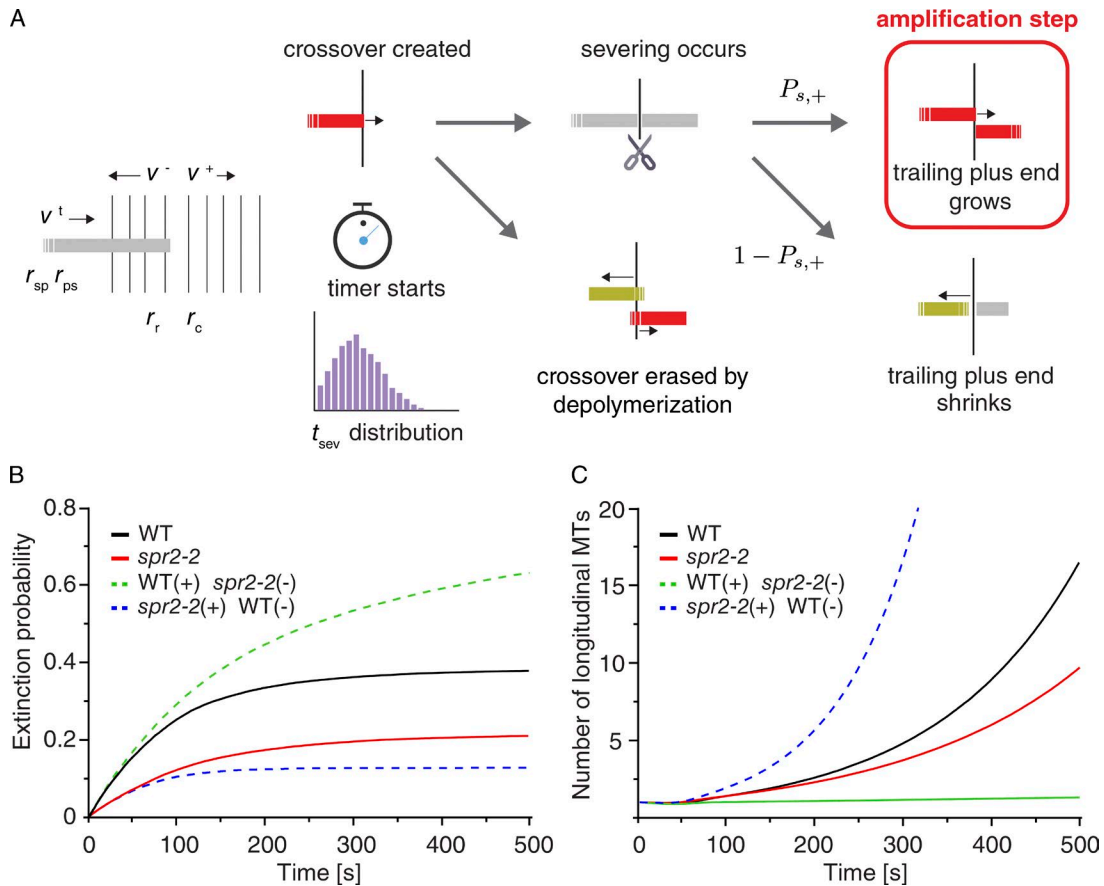 A
amplification step
crossover created
severing occurs
P_{s,+}
v^- v^+
v^t
trailing plus end
grows
1 − P_{s,+}
r_sp r_ps
timer starts
r_r r_c
crossover erased by
depolymerization
trailing plus end
shrinks
t_sev distribution
B
Extinction probability
0.8
0.6
0.4
0.2
0
WT
spr2-2
WT(+) spr2-2(-)
spr2-2(+) WT(-)
0 100 200 300 400 500
Time [s]
C
Number of longitudinal MTs
20
15
10
5
WT
spr2-2
WT(+) spr2-2(-)
spr2-2(+) WT(-)
0 100 200 300 400 500
Time [s]